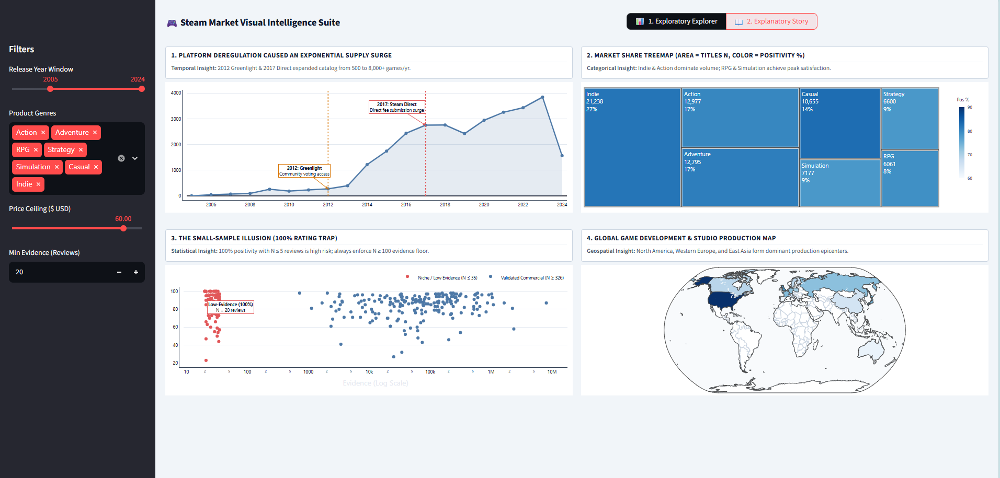 Filters
Release Year Window
2005 2024
Product Genres
Action × Adventure ×
RPG × Strategy ×
Simulation × Casual ×
Indie ×
Price Ceiling ($ USD)
60.00
Min Evidence (Reviews)
20 − +
🎮 Steam Market Visual Intelligence Suite
📊 1. Exploratory Explorer 📖 2. Explanatory Story
1. PLATFORM DEREGULATION CAUSED AN EXPONENTIAL SUPPLY SURGE
Temporal Insight: 2012 Greenlight & 2017 Direct expanded catalog from 500 to 8,000+ games/yr.
4000
3000
2000
1000
0
2017: Steam Direct
Direct fee submission surge
2012: Greenlight
Community voting access
2006 2008 2010 2012 2014 2016 2018 2020 2022 2024
2. MARKET SHARE TREEMAP (AREA = TITLES N, COLOR = POSITIVITY %)
Categorical Insight: Indie & Action dominate volume; RPG & Simulation achieve peak satisfaction.
Indie
21,238
27%
Action
12,977
17%
Adventure
12,795
17%
Casual
10,655
14%
Simulation
7177
9%
Strategy
6600
9%
RPG
6061
8%
Pos %
90
80
70
60
3. THE SMALL-SAMPLE ILLUSION (100% RATING TRAP)
Statistical Insight: 100% positivity with N ≤ 5 reviews is high risk; always enforce N ≥ 100 evidence floor.
Niche / Low Evidence (N ≤ 35) Validated Commercial (N ≥ 326)
100
80
60
40
20
Low-Evidence (100%)
N = 20 reviews
10 2 5 100 2 5 1000 2 5 10k 2 5 100k 2 5 1M 2 5 10M
Evidence (Log Scale)
4. GLOBAL GAME DEVELOPMENT & STUDIO PRODUCTION MAP
Geospatial Insight: North America, Western Europe, and East Asia form dominant production epicenters.